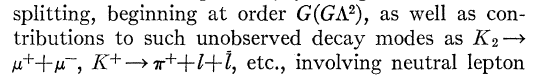 splitting, beginning at order G(GΛ²), as well as con-
tributions to such unobserved decay modes as K₂→
μ⁺+μ⁻, K⁺→π⁺+l+l̄, etc., involving neutral lepton